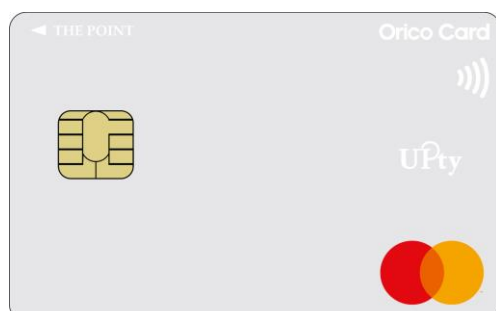 ◀ THE POINT
Orico Card
UPty